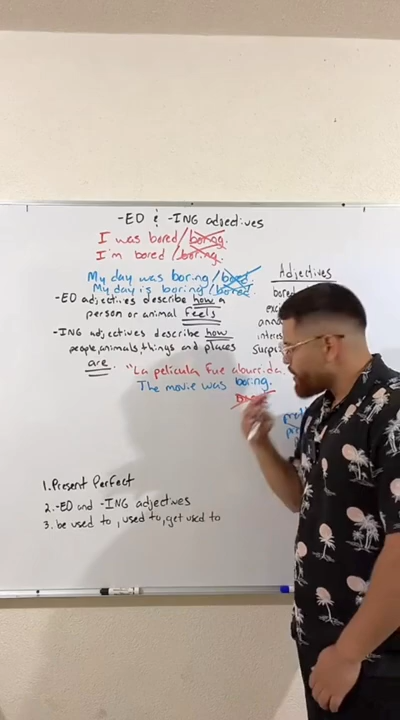 -ED & -ING adjectives
I was bored/boring.
I'm bored/boring.
My day was boring/bored
My day is boring/bored.
-ED adjectives describe how a
person or animal feels
-ING adjectives describe how
people, animals, things and places
are.
"La película fue aburrida.
The movie was boring.
Adjectives
bored
1. Present Perfect
2. -ED and -ING adjectives
3. be used to, used to, get used to